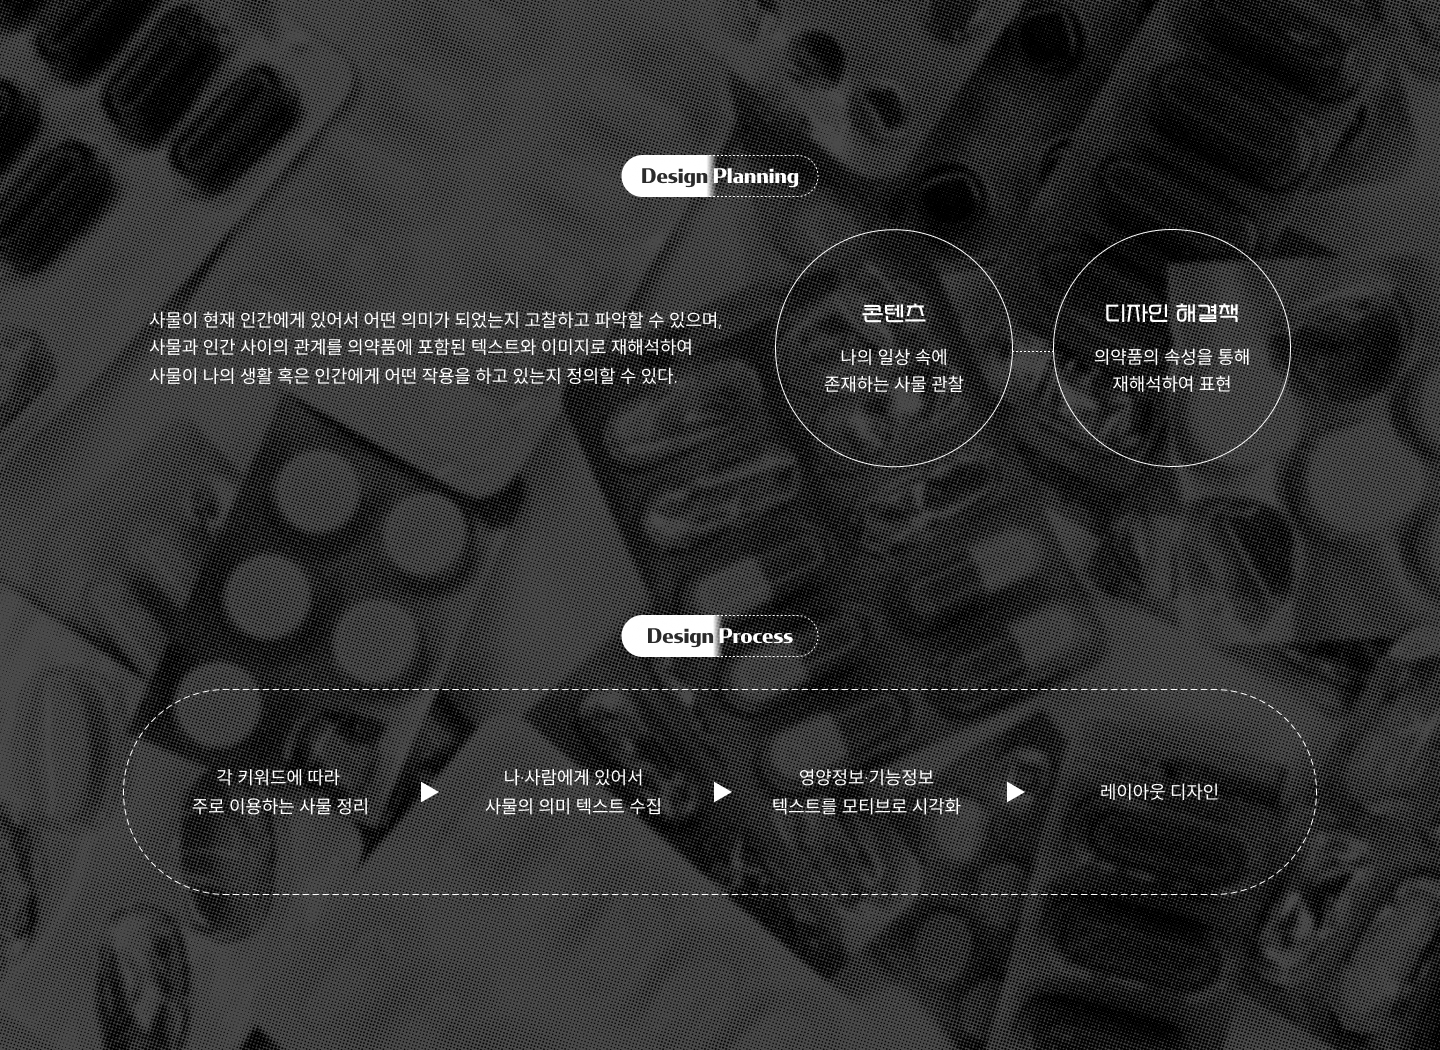 Design Planning
사물이 현재 인간에게 있어서 어떤 의미가 되었는지 고찰하고 파악할 수 있으며,
사물과 인간 사이의 관계를 의약품에 포함된 텍스트와 이미지로 재해석하여
사물이 나의 생활 혹은 인간에게 어떤 작용을 하고 있는지 정의할 수 있다.
콘텐츠
나의 일상 속에
존재하는 사물 관찰
디자인 해결책
의약품의 속성을 통해
재해석하여 표현
Design Process
각 키워드에 따라
주로 이용하는 사물 정리
나·사람에게 있어서
사물의 의미 텍스트 수집
영양정보·기능정보
텍스트를 모티브로 시각화
레이아웃 디자인